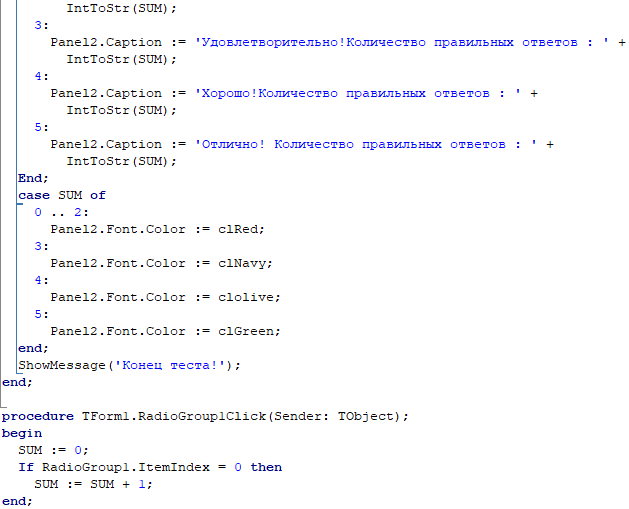 IntToStr(SUM);
3:
Panel2.Caption := 'Удовлетворительно!Количество правильных ответов : ' +
IntToStr(SUM);
4:
Panel2.Caption := 'Хорошо!Количество правильных ответов : ' +
IntToStr(SUM);
5:
Panel2.Caption := 'Отлично! Количество правильных ответов : ' +
IntToStr(SUM);
End;
case SUM of
0 .. 2:
Panel2.Font.Color := clRed;
3:
Panel2.Font.Color := clNavy;
4:
Panel2.Font.Color := clolive;
5:
Panel2.Font.Color := clGreen;
end;
ShowMessage('Конец теста!');
end;
procedure TForm1.RadioGroup1Click(Sender: TObject);
begin
SUM := 0;
If RadioGroup1.ItemIndex = 0 then
SUM := SUM + 1;
end;